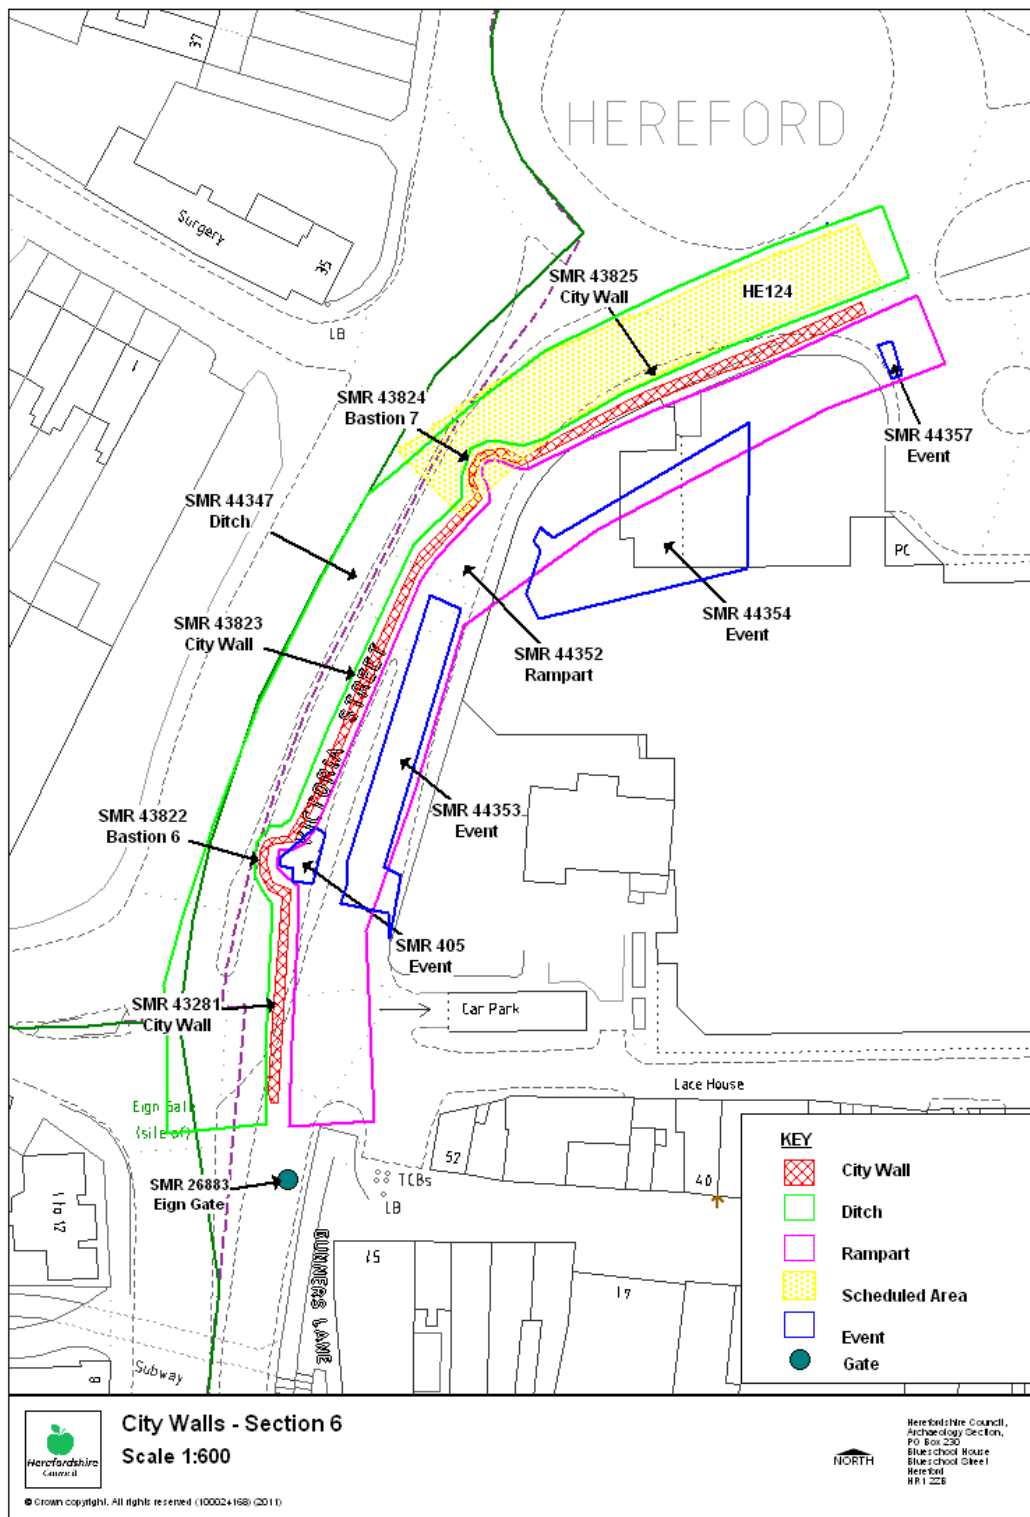 37
HEREFORD
Surgery
35
LB
1
SMR 43825
City Wall
HE124
SMR 43824
Bastion 7
SMR 44357
Event
SMR 44347
Ditch
PC
SMR 44354
Event
SMR 43823
City Wall
SMR 44352
Rampart
VICTORIA STREET
SMR 44353
Event
SMR 43822
Bastion 6
SMR 405
Event
SMR 43281
City Wall
Car Park
Lace House
Eign Gate
(site of)
SMR 26883
Eign Gate
52
40
TCBs
LB
1 to 12
BUNNERS LANE
51
17
Subway
8
KEY
City Wall
Ditch
Rampart
Scheduled Area
Event
Gate
Herefordshire
Council
City Walls - Section 6
Scale 1:600
© Crown copyright. All rights reserved (100024168) (2011)
NORTH
Herefordshire Council,
Archaeology Section,
PO Box 230
Blueschool House
Blueschool Street
Hereford
HR1 2ZB